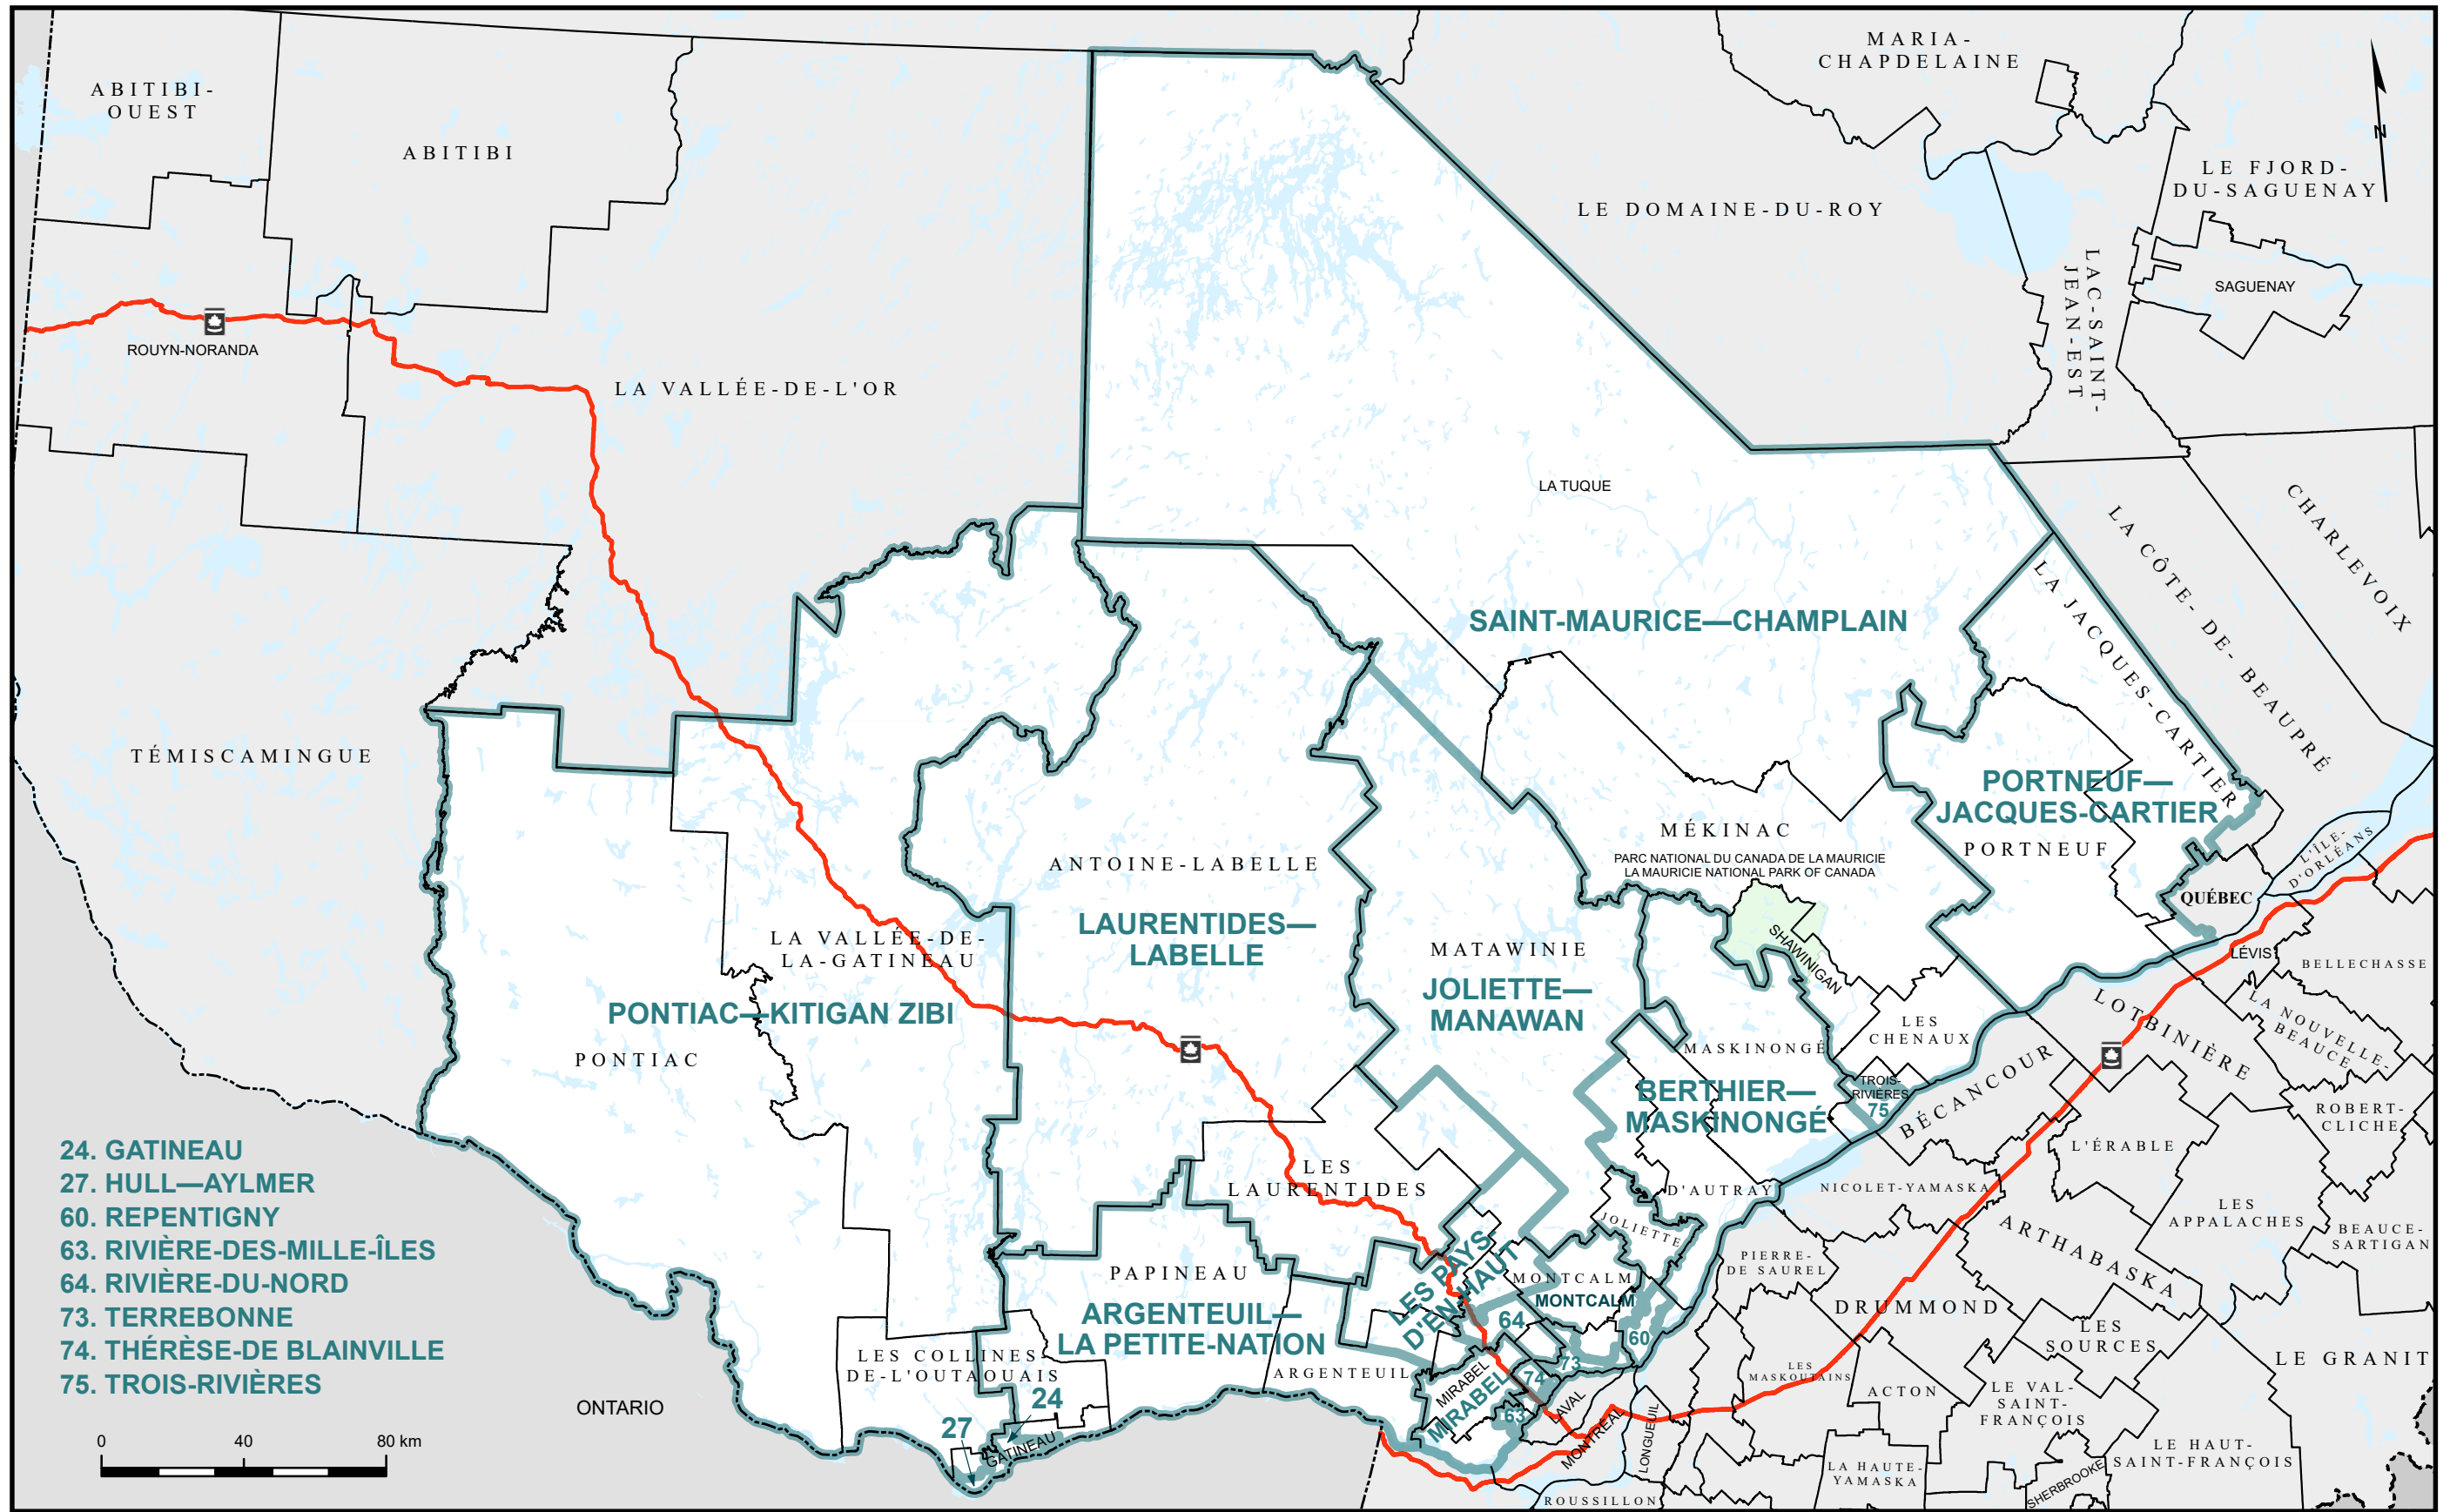 ABITIBI-
OUEST
ABITIBI
MARIA-
CHAPDELAINE
N
LE FJORD-
DU-SAGUENAY
LE DOMAINE-DU-ROY
LAC-SAINT-
JEAN-EST
SAGUENAY
ROUYN-NORANDA
LA VALLÉE-DE-L'OR
LA TUQUE
CHARLEVOIX
LA CÔTE-DE-BEAUPRÉ
LA JACQUES-CARTIER
SAINT-MAURICE—CHAMPLAIN
TÉMISCAMINGUE
PORTNEUF—
JACQUES-CARTIER
PORTNEUF
MÉKINAC
PARC NATIONAL DU CANADA DE LA MAURICIE
LA MAURICIE NATIONAL PARK OF CANADA
L'ÎLE-
D'ORLÉANS
ANTOINE-LABELLE
LAURENTIDES—
LABELLE
QUÉBEC
LA VALLÉE-DE-
LA-GATINEAU
MATAWINIE
SHAWINIGAN
LÉVIS
BELLECHASSE
JOLIETTE—
MANAWAN
PONTIAC—KITIGAN ZIBI
PONTIAC
LOTBINIÈRE
LA NOUVELLE-
BEAUCE
LES
CHENAUX
MASKINONGÉ
BERTHIER—
MASKINONGÉ
TROIS-
RIVIÈRES
75
BÉCANCOUR
ROBERT-
CLICHE
L'ÉRABLE
24. GATINEAU
27. HULL—AYLMER
60. REPENTIGNY
63. RIVIÈRE-DES-MILLE-ÎLES
64. RIVIÈRE-DU-NORD
73. TERREBONNE
74. THÉRÈSE-DE BLAINVILLE
75. TROIS-RIVIÈRES
LES
LAURENTIDES
D'AUTRAY
NICOLET-YAMASKA
LES
APPALACHES
BEAUCE-
SARTIGAN
ARTHABASKA
JOLIETTE
PIERRE-
DE SAUREL
PAPINEAU
ARGENTEUIL—
LA PETITE-NATION
LES PAYS-
D'EN-HAUT
MONTCALM
MONTCALM
64
60
DRUMMOND
LES
SOURCES
LE GRANIT
LES COLLINES-
DE-L'OUTAOUAIS
ARGENTEUIL
MIRABEL
MIRABEL
73
74
63
LAVAL
MONTRÉAL
LONGUEUIL
LES
MASKOUTAINS
ACTON
LE VAL-
SAINT-
FRANÇOIS
24
27
GATINEAU
ONTARIO
LE HAUT-
SAINT-FRANÇOIS
LA HAUTE-
YAMASKA
SHERBROOKE
ROUSSILLON
0 40 80 km